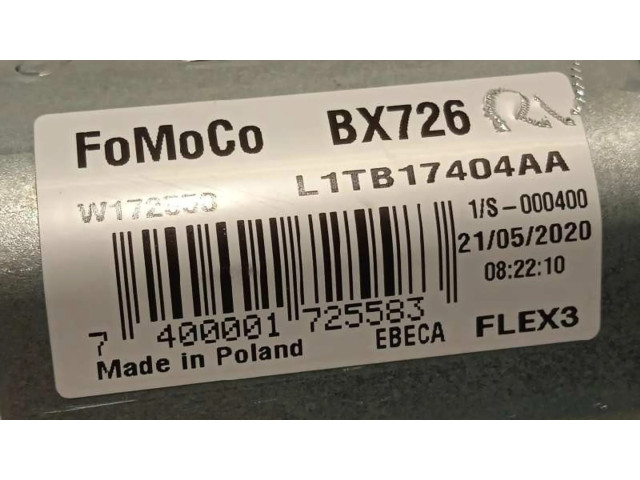 FoMoCo BX726
W172558 L1TB17404AA
1/S-000400
21/05/2020
08:22:10
7 400001 725583
Made in Poland EBECA FLEX3